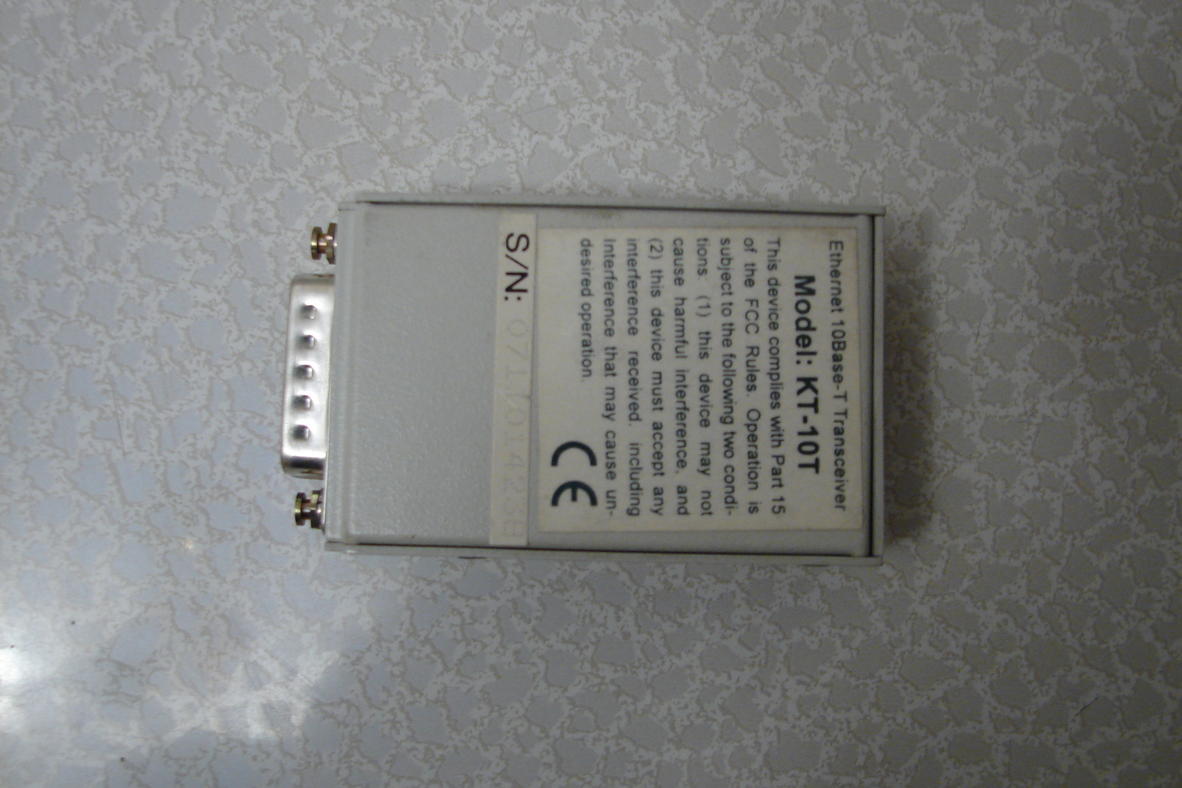 Ethernet 10Base-T Transceiver
Model: KT-10T
This device complies with Part 15
of the FCC Rules. Operation is
subject to the following two condi-
tions: (1) this device may not
cause harmful interference, and
(2) this device must accept any
interference received, including
interference that may cause un-
desired operation.
CE
S/N: